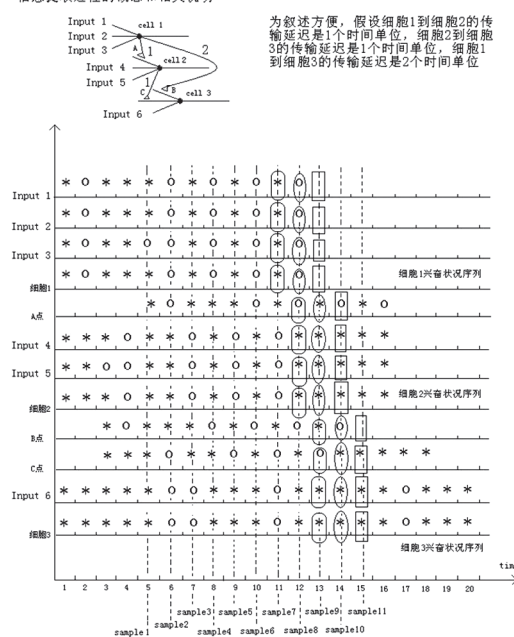 Input 1
Input 2
Input 3
cell 1
A
1
2
Input 4
cell 2
Input 5
1
C
B
cell 3
Input 6
为叙述方便，假设细胞1到细胞2的传
输延迟是1个时间单位，细胞2到细胞
3的传输延迟是1个时间单位，细胞1
到细胞3的传输延迟是2个时间单位
* O * * * O * O * O * O
Input 1
* O * * * O * O * O * O
Input 2
* O * * O O * O * O * O
Input 3
* O * * * O * O * O * O
细胞1兴奋状况序列
细胞1
* O * * * O * O * O * O
A点
* * * O * * O * O * O * * * * *
Input 4
* * O O * * O * O * O * * * * *
Input 5
* * * O * * O * O * O * * * * *
细胞2兴奋状况序列
细胞2
* O * * * O * O * O * O
B点
* * * O * * O * O * O * * * * *
C点
* * * * * O O * * O * O * * * * O * * *
Input 6
* * * * * O O * * O * O * * * * O * * *
细胞3
细胞3兴奋状况序列
time
1 2 3 4 5 6 7 8 9 10 11 12 13 14 15 16 17 18 19 20
sample3 sample5 sample7 sample9 sample11
sample1 sample2 sample4 sample6 sample8 sample10